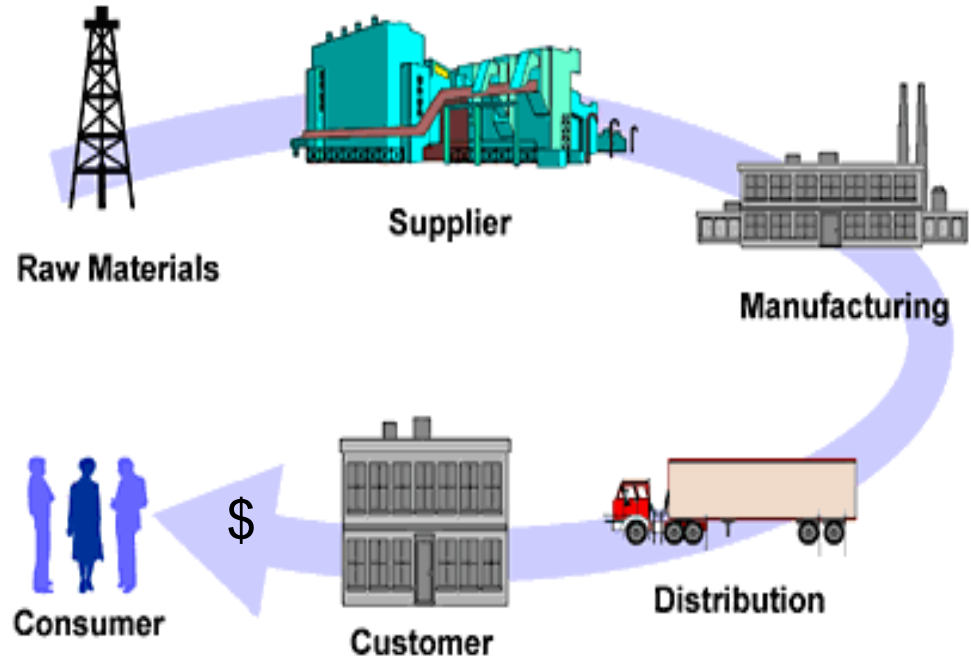 Raw Materials
Supplier
Manufacturing
Distribution
Customer
$
Consumer